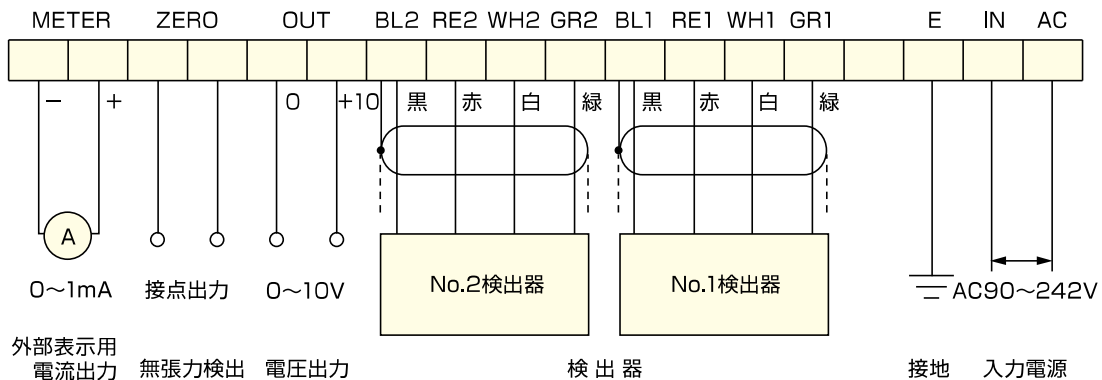 METER ZERO OUT BL2 RE2 WH2 GR2 BL1 RE1 WH1 GR1 E IN AC
− + 0 +10 黒 赤 白 緑 黒 赤 白 緑
A
No.2検出器 No.1検出器
0～1mA 接点出力 0～10V AC90～242V
外部表示用
電流出力 無張力検出 電圧出力 検出器 接地 入力電源